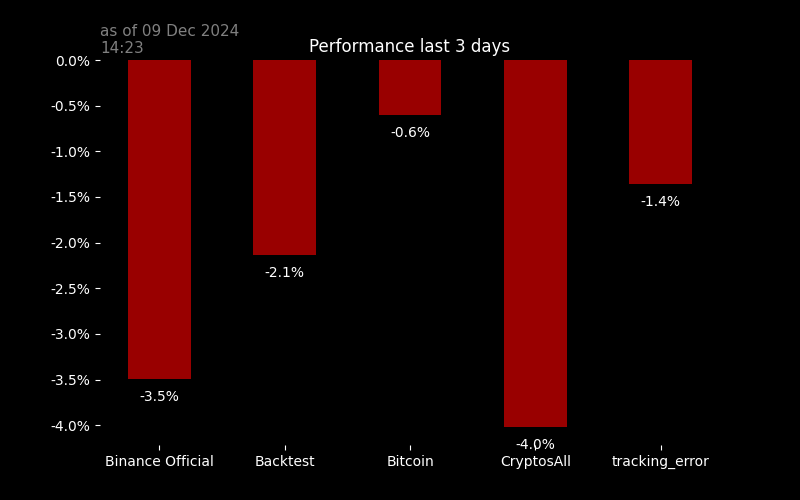 as of 09 Dec 2024
14:23
Performance last 3 days
0.0%
-0.5%
-1.0%
-1.5%
-2.0%
-2.5%
-3.0%
-3.5%
-4.0%
-3.5%
-2.1%
-0.6%
-4.0%
-1.4%
Binance Official
Backtest
Bitcoin
CryptosAll
tracking_error